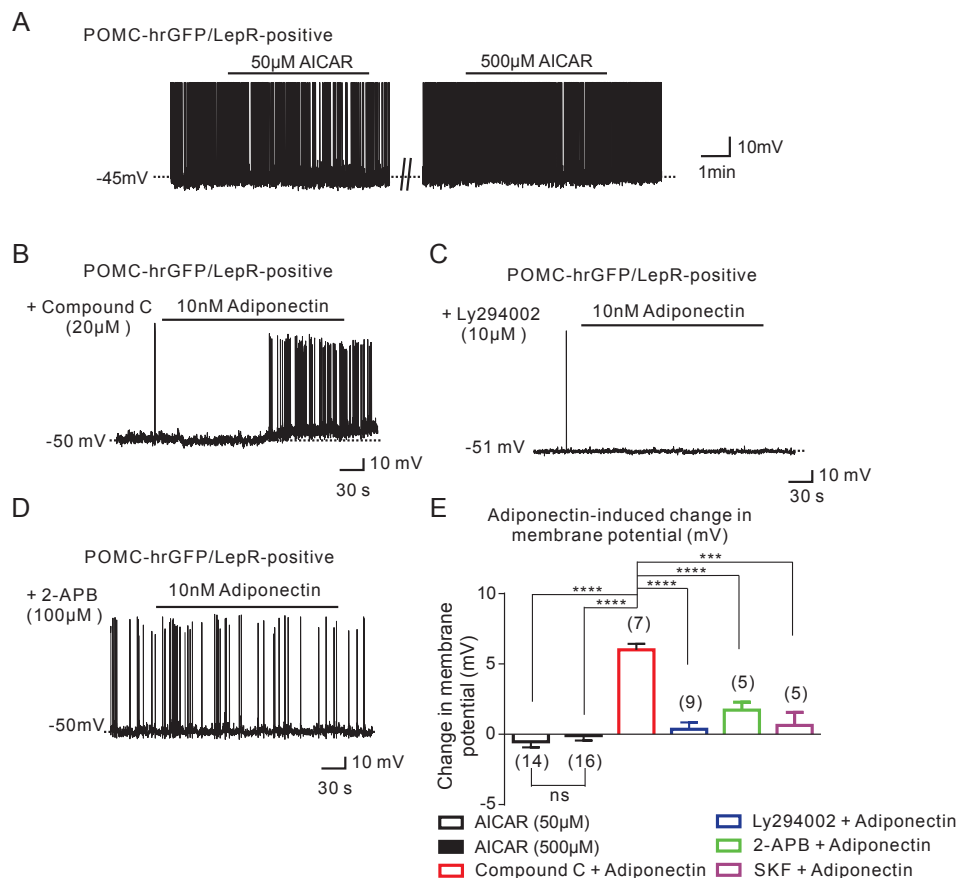 A
POMC-hrGFP/LepR-positive
50µM AICAR
500µM AICAR
-45mV
10mV
1min
B
POMC-hrGFP/LepR-positive
+ Compound C
(20µM )
10nM Adiponectin
-50 mV
10 mV
30 s
C
POMC-hrGFP/LepR-positive
+ Ly294002
(10µM )
10nM Adiponectin
-51 mV
10 mV
30 s
D
POMC-hrGFP/LepR-positive
+ 2-APB
(100µM )
10nM Adiponectin
-50mV
10 mV
30 s
E
Adiponectin-induced change in
membrane potential (mV)
Change in membrane
potential (mV)
10
5
0
-5
***
****
****
****
****
(7)
(9)
(5)
(5)
(14)
(16)
ns
AICAR (50µM)
AICAR (500µM)
Compound C + Adiponectin
Ly294002 + Adiponectin
2-APB + Adiponectin
SKF + Adiponectin